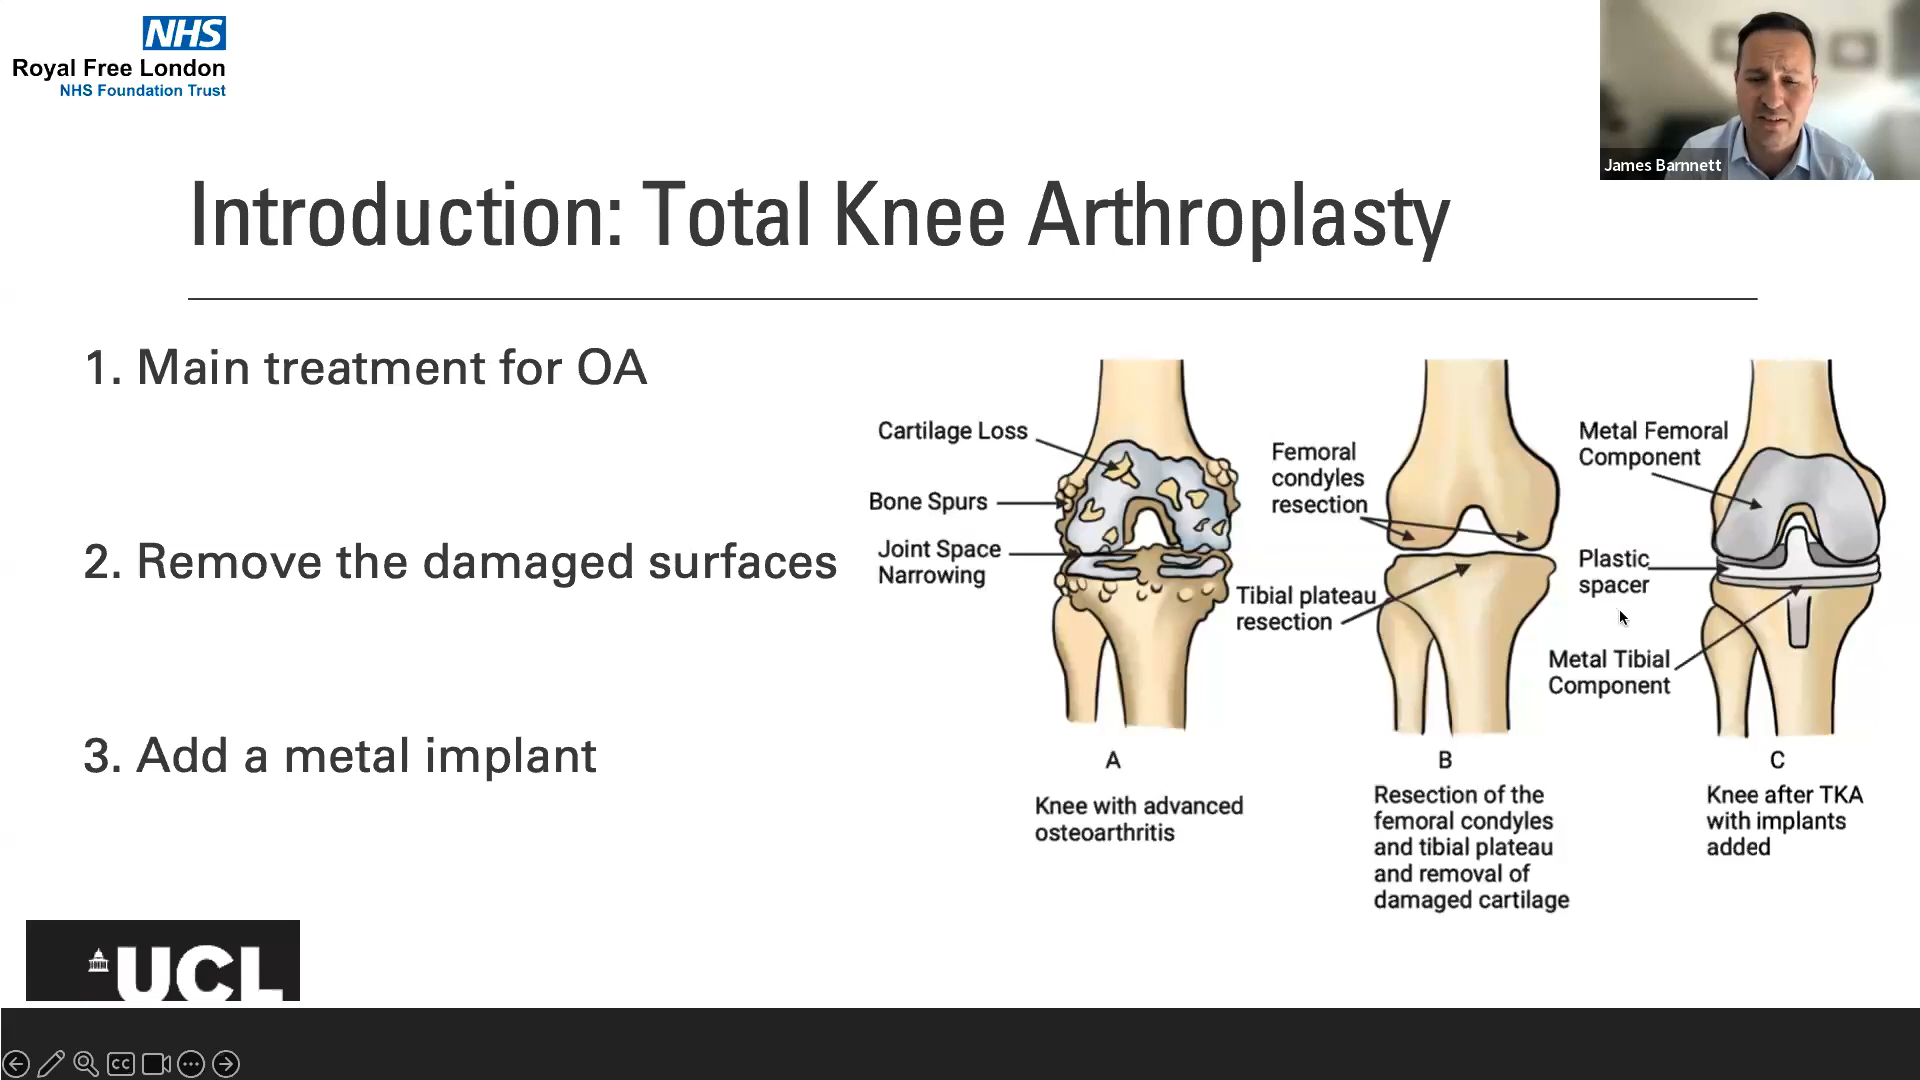 NHS
Royal Free London
NHS Foundation Trust
James Barnnett
Introduction: Total Knee Arthroplasty
1. Main treatment for OA
2. Remove the damaged surfaces
3. Add a metal implant
Cartilage Loss
Bone Spurs
Joint Space
Narrowing
A
Knee with advanced
osteoarthritis
Femoral
condyles
resection
Tibial plateau
resection
B
Resection of the
femoral condyles
and tibial plateau
and removal of
damaged cartilage
Metal Femoral
Component
Plastic
spacer
Metal Tibial
Component
C
Knee after TKA
with implants
added
UCL
CC